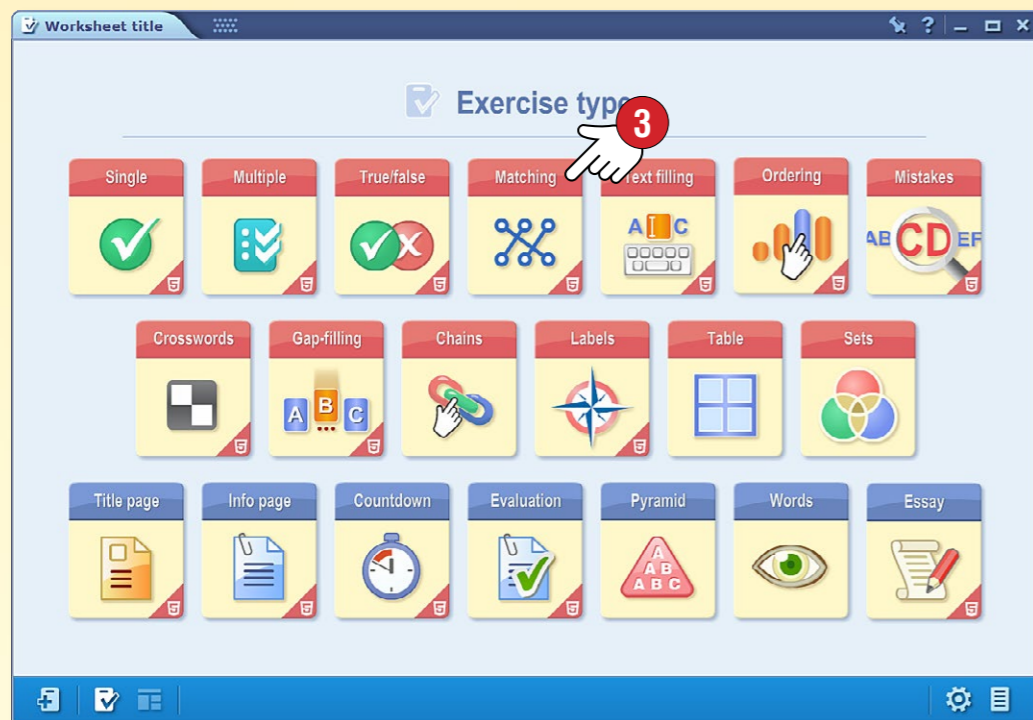 Worksheet title
?
Exercise type
3
Single Multiple True/false Matching Text filling Ordering Mistakes
A I C
AB CD EF
Crosswords Gap-filling Chains Labels Table Sets
A B C
Title page Info page Countdown Evaluation Pyramid Words Essay
A
A B
A B C